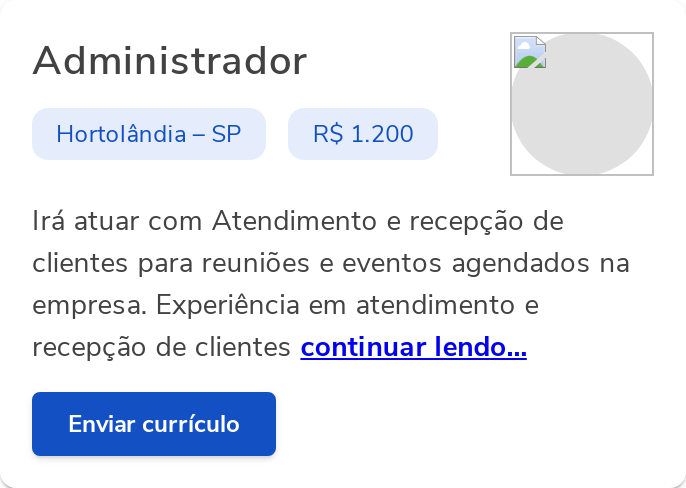 Administrador
Hortolândia – SP
R$ 1.200
Irá atuar com Atendimento e recepção de
clientes para reuniões e eventos agendados na
empresa. Experiência em atendimento e
recepção de clientes continuar lendo...
Enviar currículo